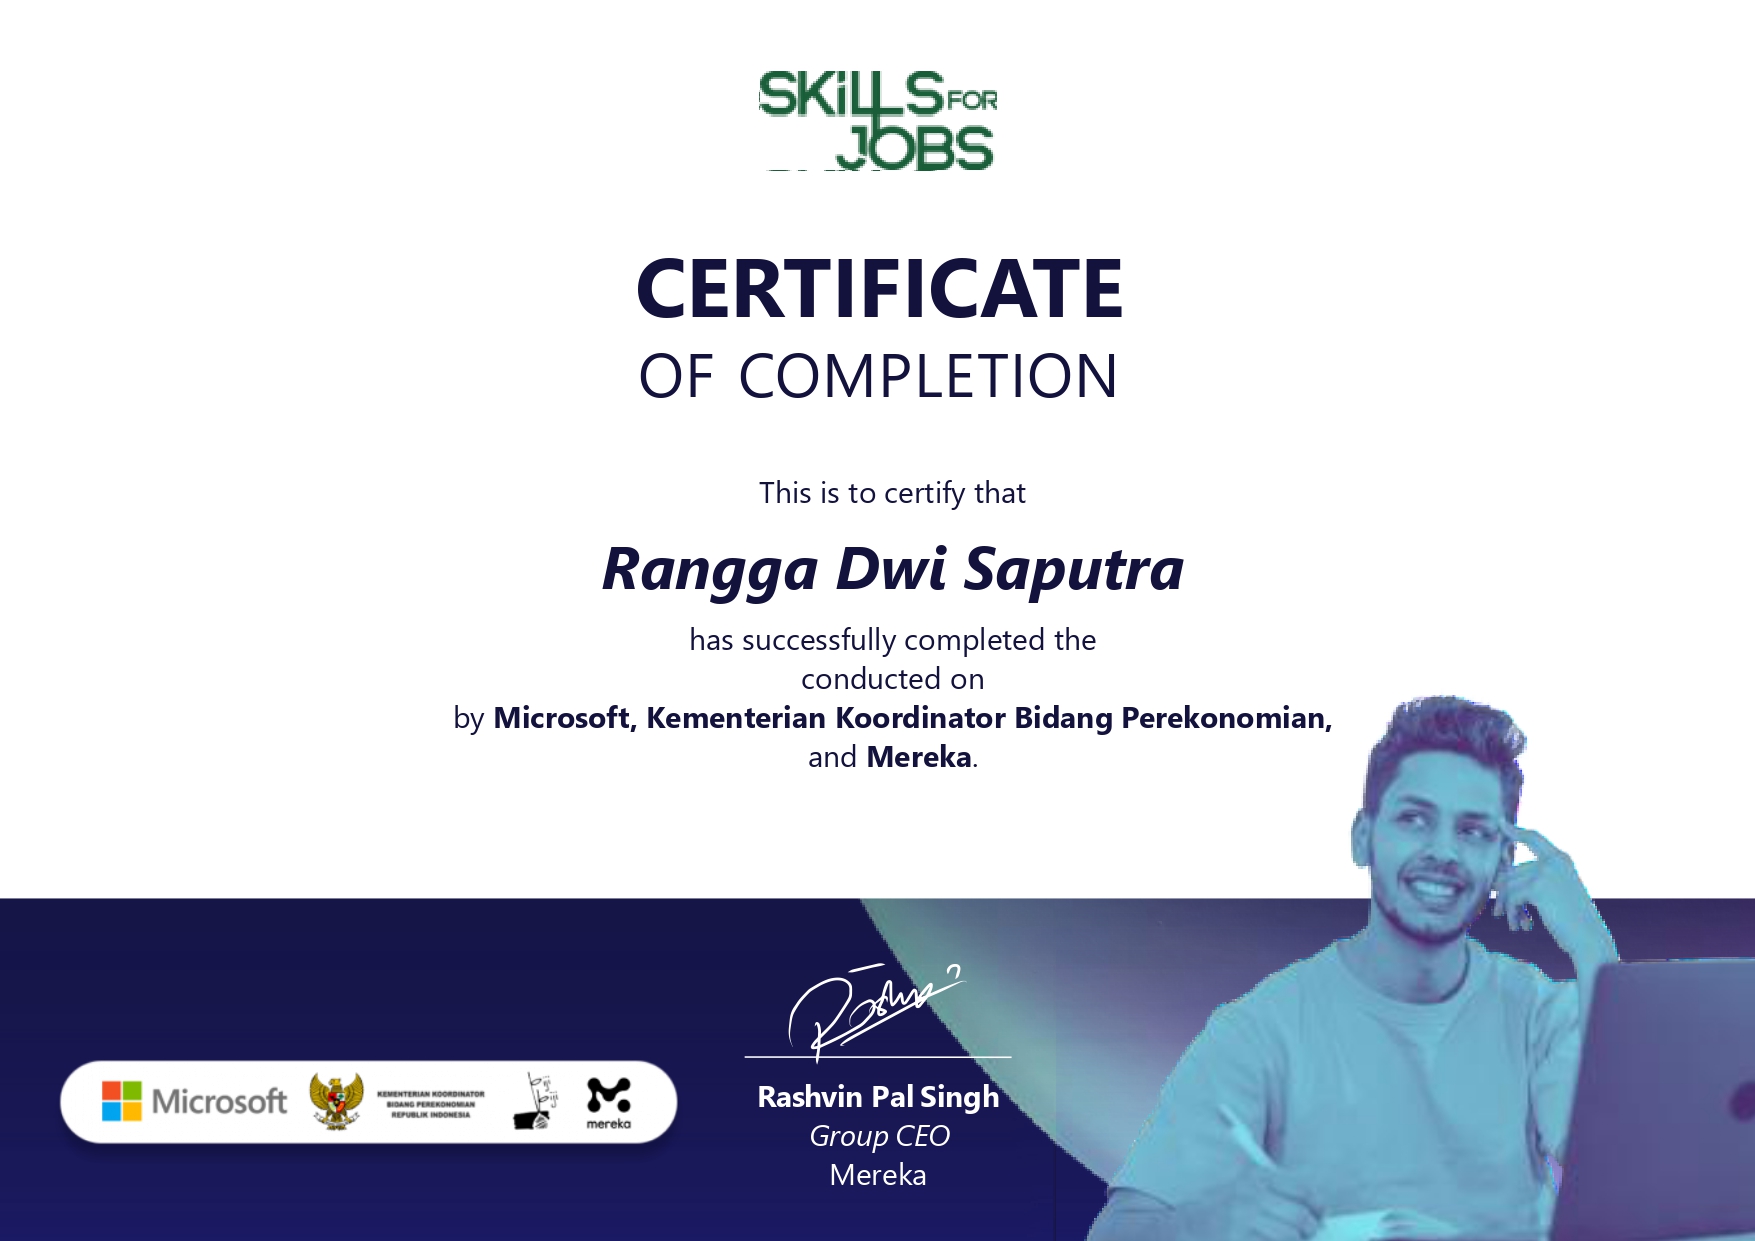 SKiLLS FOR
JOBS
CERTIFICATE
OF COMPLETION
This is to certify that
Rangga Dwi Saputra
has successfully completed the
conducted on
by Microsoft, Kementerian Koordinator Bidang Perekonomian,
and Mereka.
Rashvin Pal Singh
Group CEO
Mereka
Microsoft
KEMENTERIAN KOORDINATOR
BIDANG PEREKONOMIAN
REPUBLIK INDONESIA
mereka